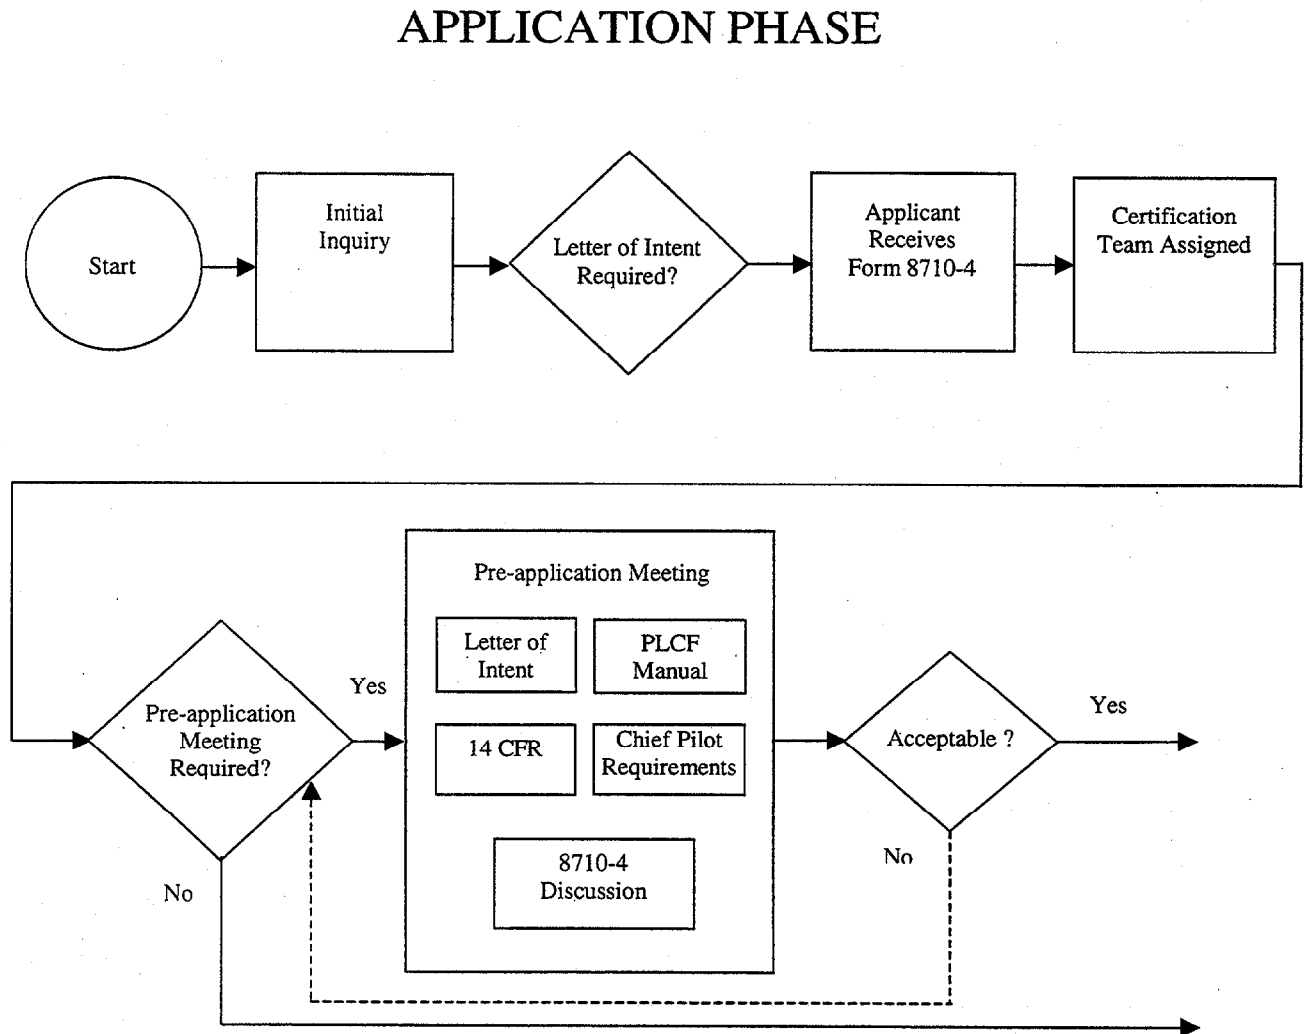 APPLICATION PHASE
Start
Initial
Inquiry
Letter of Intent
Required?
Applicant
Receives
Form 8710-4
Certification
Team Assigned
Pre-application
Meeting
Required?
Yes
No
Pre-application Meeting
Letter of
Intent
PLCF
Manual
14 CFR
Chief Pilot
Requirements
8710-4
Discussion
Acceptable ?
Yes
No